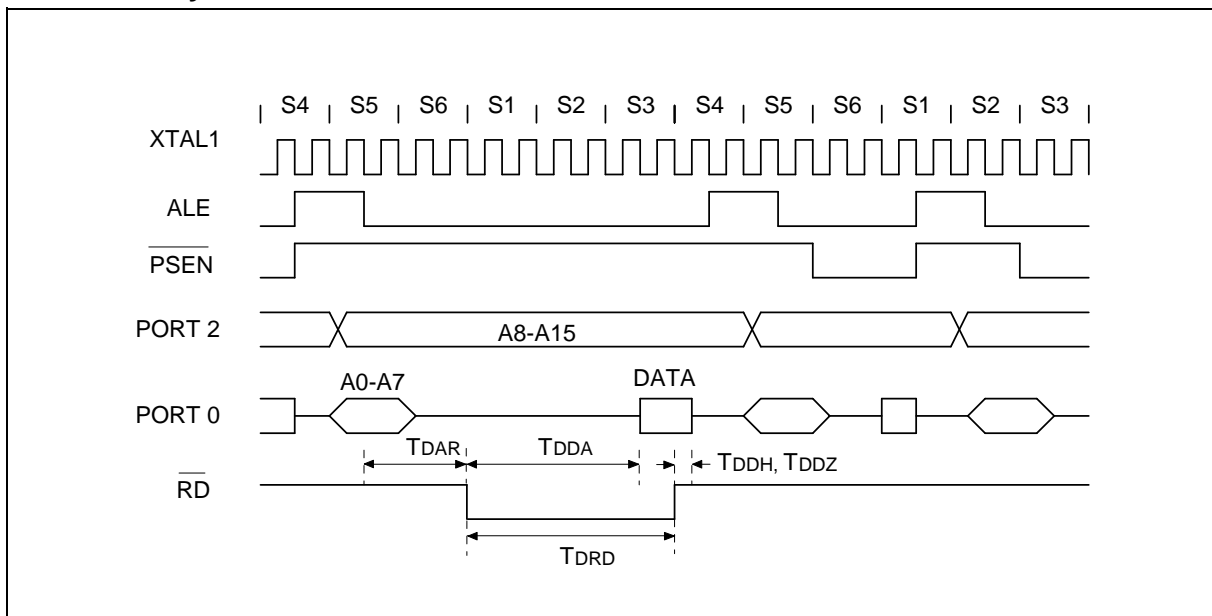 S4 S5 S6 S1 S2 S3 S4 S5 S6 S1 S2 S3
XTAL1
ALE
PSEN
PORT 2
A8-A15
A0-A7
DATA
PORT 0
TDAR
TDDA
TDDH, TDDZ
RD
TDRD